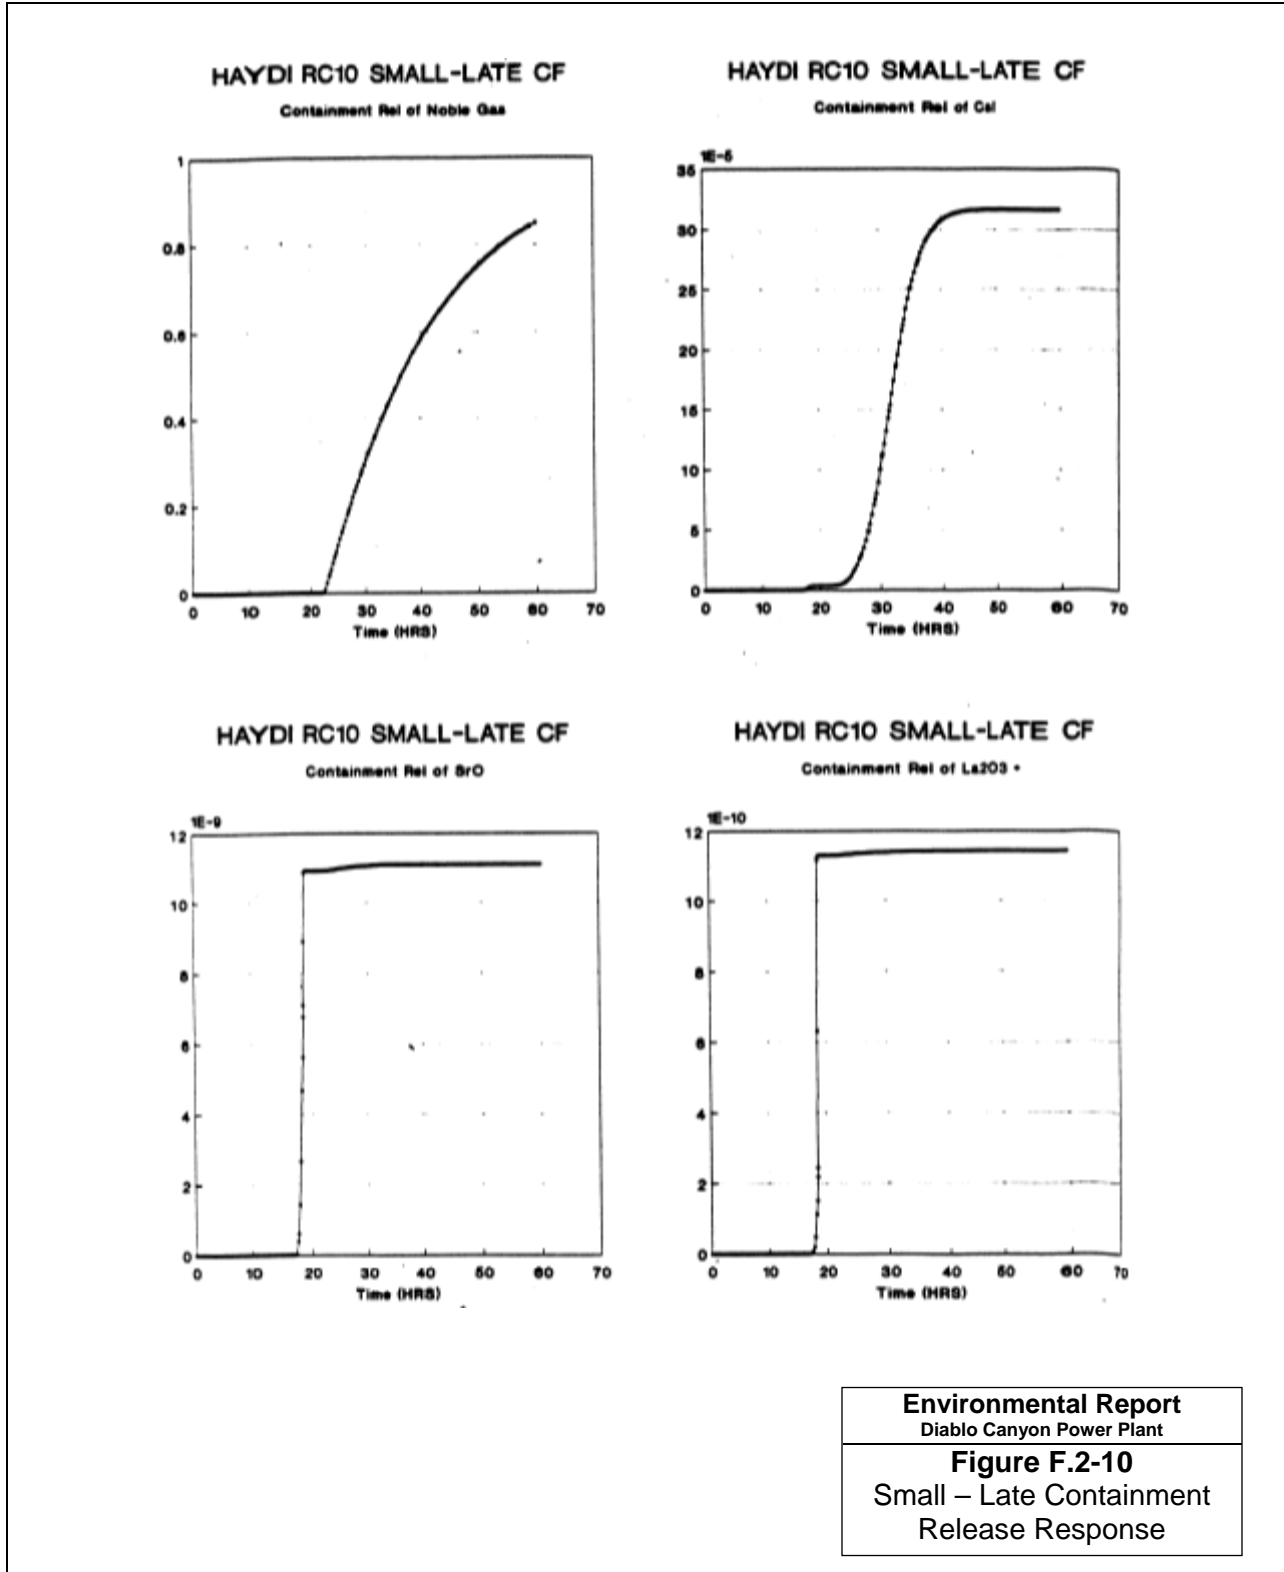 HAYDI RC10 SMALL-LATE CF
Containment Rel of Noble Gas
1
0.8
0.6
0.4
0.2
0
0 10 20 30 40 50 60 70
Time (HRS)
HAYDI RC10 SMALL-LATE CF
Containment Rel of CsI
1E-5
35
30
25
20
15
10
5
0
0 10 20 30 40 50 60 70
Time (HRS)
HAYDI RC10 SMALL-LATE CF
Containment Rel of SrO
1E-9
12
10
8
6
4
2
0
0 10 20 30 40 50 60 70
Time (HRS)
HAYDI RC10 SMALL-LATE CF
Containment Rel of La2O3 +
1E-10
12
10
8
6
4
2
0
0 10 20 30 40 50 60 70
Time (HRS)
Environmental Report
Diablo Canyon Power Plant
Figure F.2-10
Small – Late Containment
Release Response